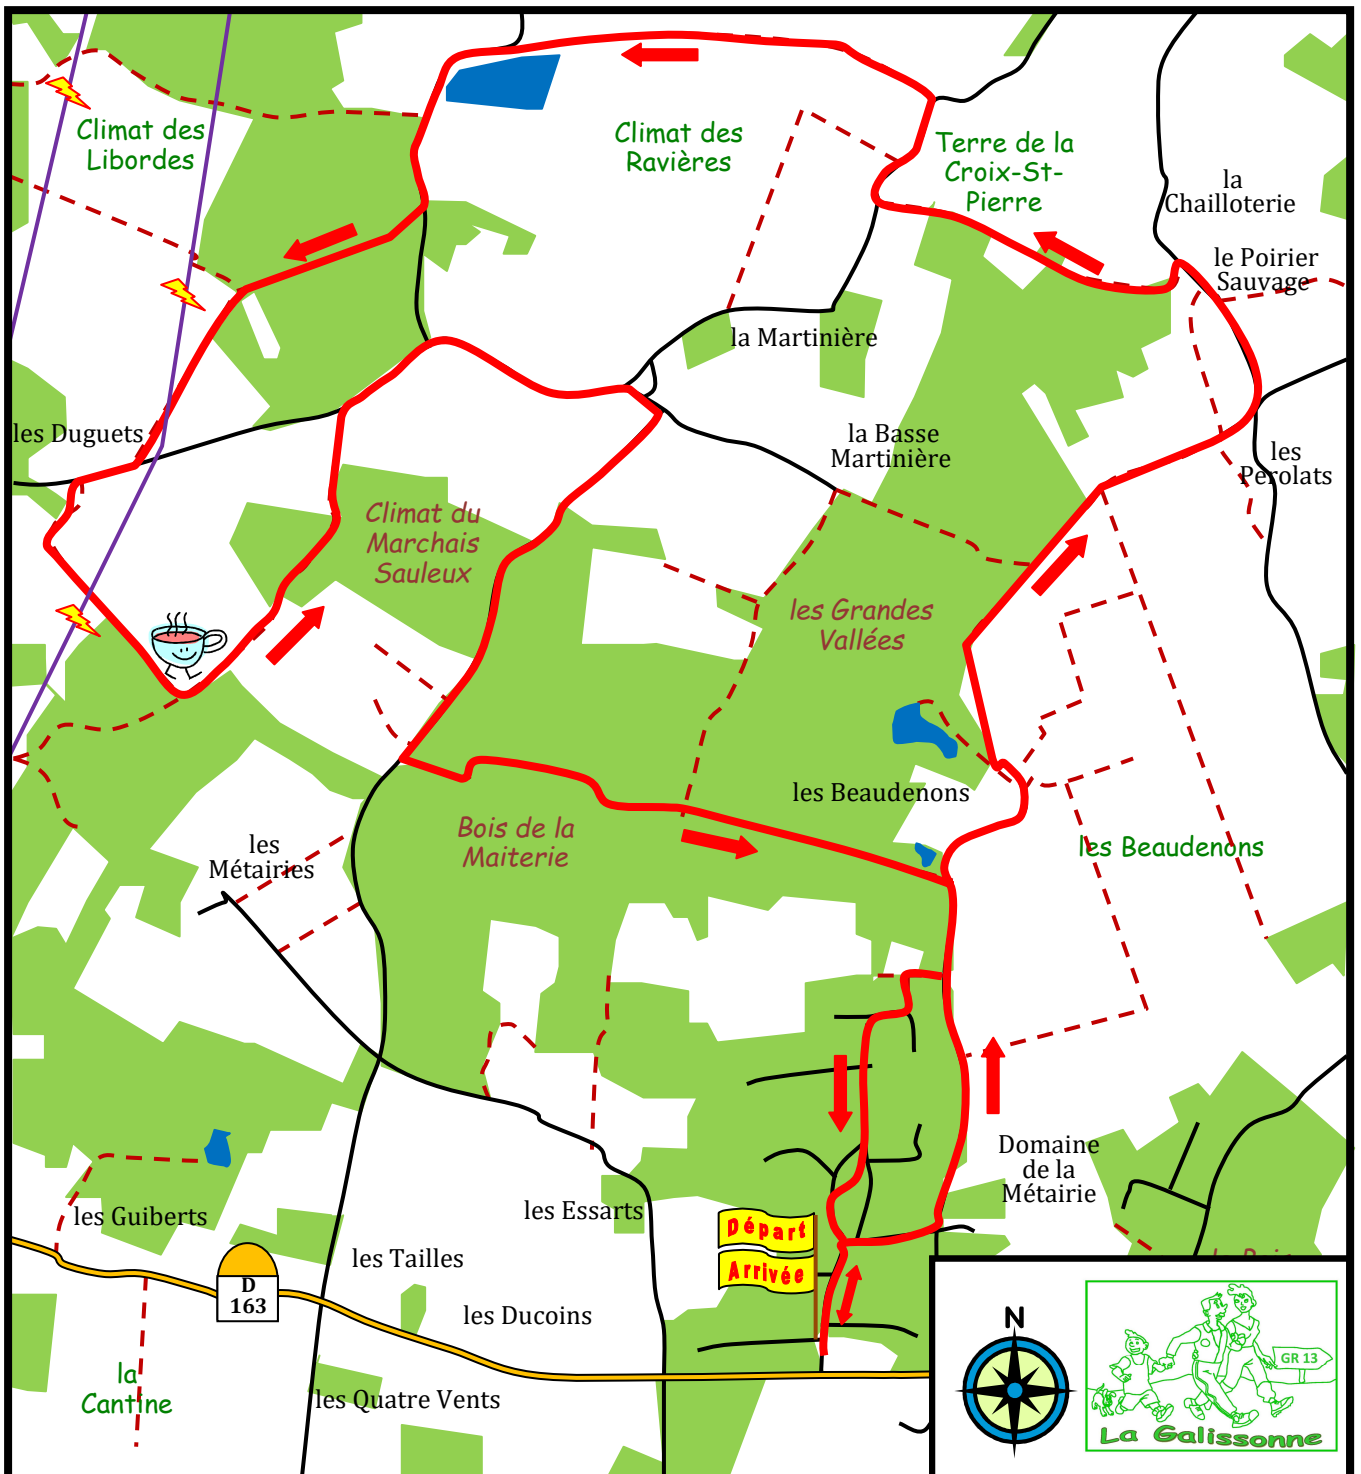 Climat des
Libordes
Climat des
Ravières
Terre de la
Croix-St-
Pierre
la
Chailloterie
le Poirier
Sauvage
la Martinière
les Duguets
la Basse
Martinière
les
Perolats
Climat du
Marchais
Sauleux
les Grandes
Vallées
les Beaudenons
Bois de la
Maiterie
les Beaudenons
les
Métairies
Domaine
de la
Métairie
les Guiberts
les Essarts
Départ
Arrivée
les Tailles
D
163
les Ducoins
la
Cantine
les Quatre Vents
N
GR 13
La Galissonne